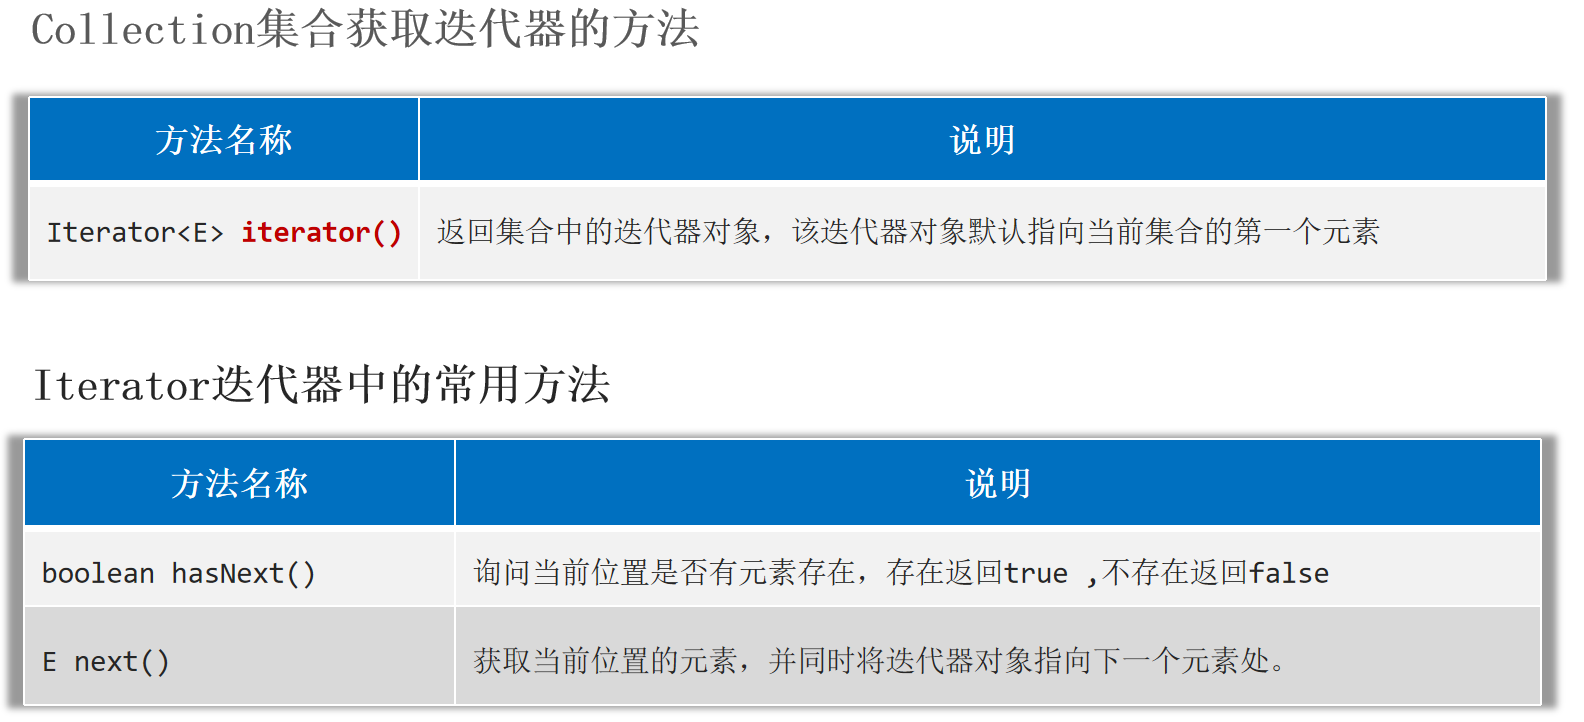 Collection集合获取迭代器的方法
方法名称 说明
Iterator<E> iterator() 返回集合中的迭代器对象，该迭代器对象默认指向当前集合的第一个元素
Iterator迭代器中的常用方法
方法名称 说明
boolean hasNext() 询问当前位置是否有元素存在，存在返回true ,不存在返回false
E next() 获取当前位置的元素，并同时将迭代器对象指向下一个元素处。